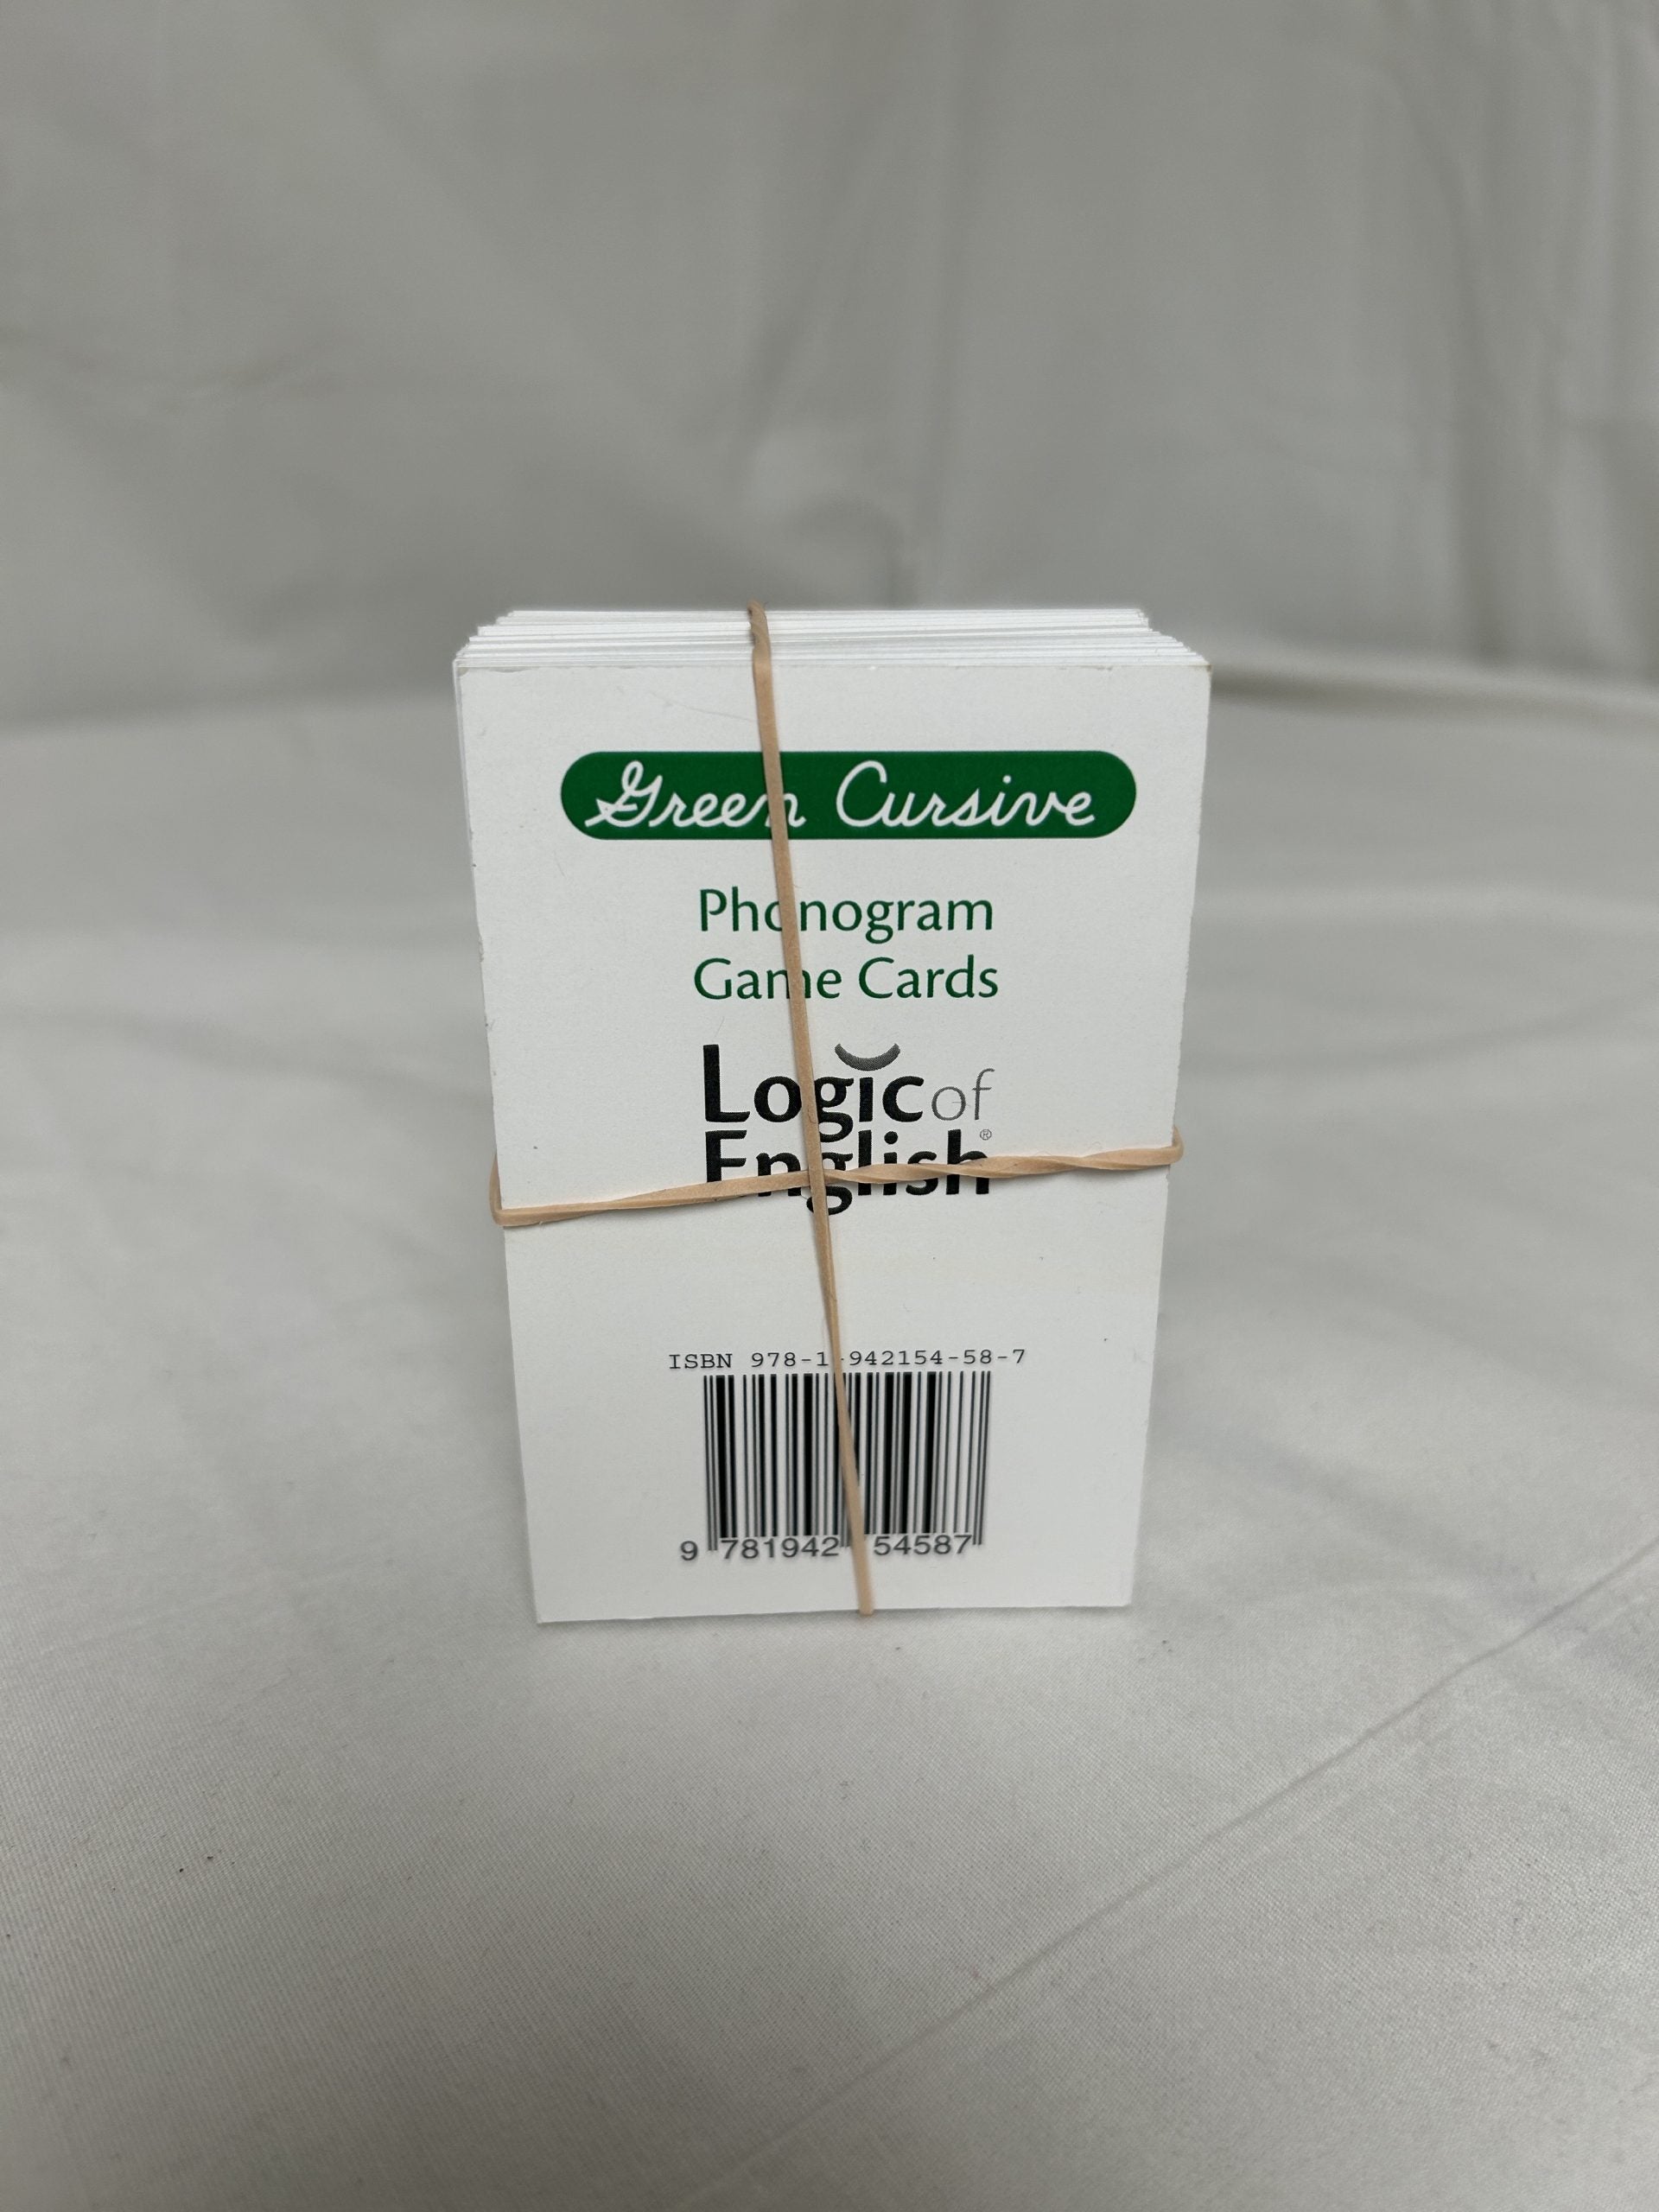 Green Cursive
Phonogram
Game Cards
Logic of
English®
ISBN 978-1-942154-58-7
9 781942 54587